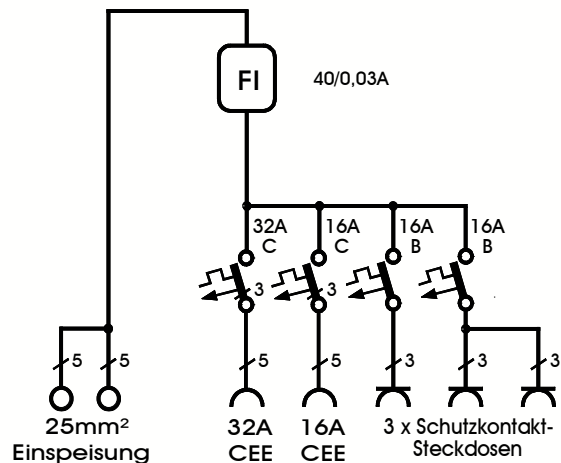 FI 40/0,03A
32A 16A 16A 16A
C C B B
3 3
5 5 5 5 3 3 3
25mm² 32A 16A 3 x Schutzkontakt-
Einspeisung CEE CEE Steckdosen